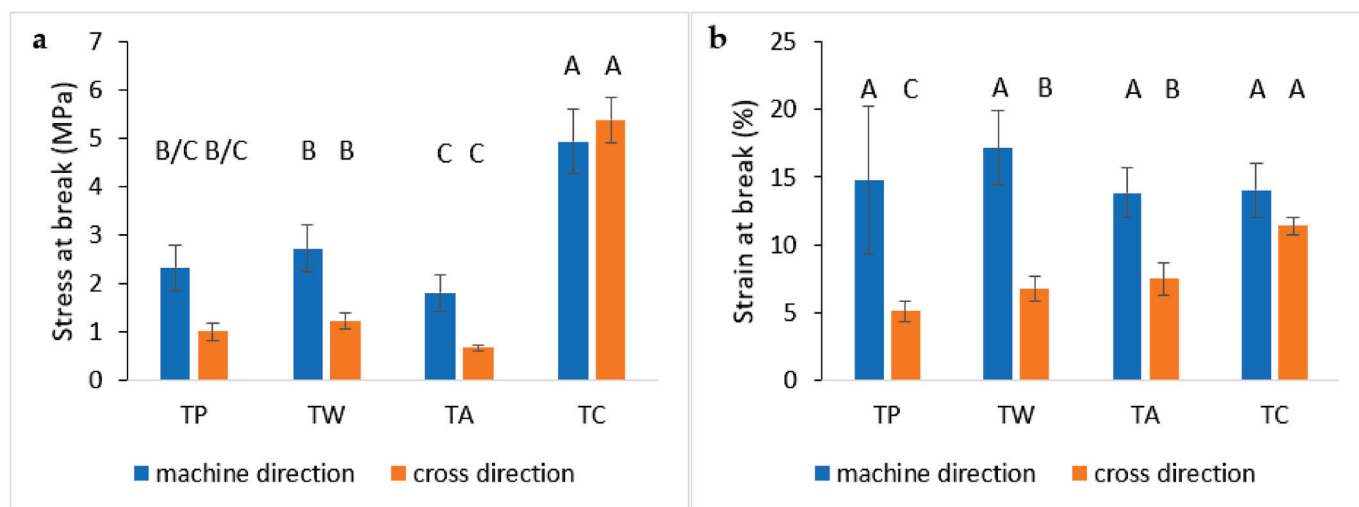 a
Stress at break (MPa)
7
6
5
4
3
2
1
0
A A
B/C B/C B B C C
TP TW TA TC
machine direction cross direction
b
Strain at break (%)
25
20
15
10
5
0
A C A B A B A A
TP TW TA TC
machine direction cross direction